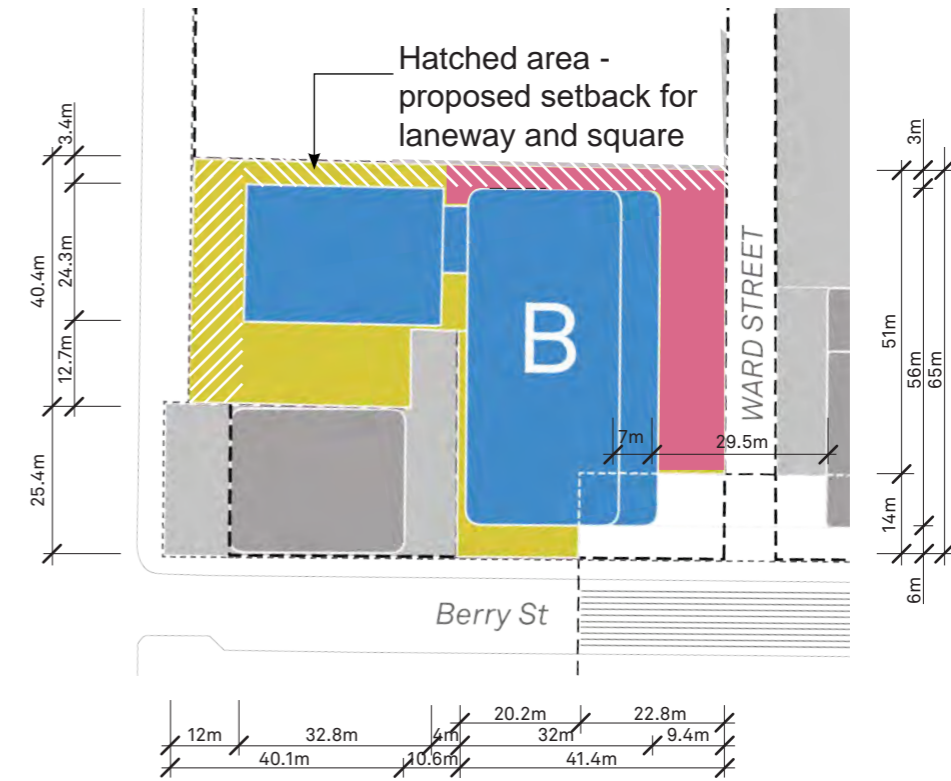 Hatched area -
proposed setback for
laneway and square
3.4m
24.3m
12.7m
40.4m
25.4m
B
WARD STREET
7m
29.5m
3m
51m
56m
65m
14m
6m
Berry St
20.2m 22.8m
12m 32.8m 4m 32m 9.4m
40.1m 10.6m 41.4m